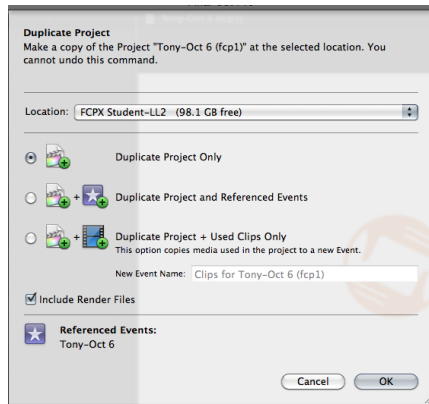 Duplicate Project
Make a copy of the Project "Tony-Oct 6 (fcp1)" at the selected location. You
cannot undo this command.
Location: FCPX Student-LL2 (98.1 GB free)
Duplicate Project Only
+ Duplicate Project and Referenced Events
+ Duplicate Project + Used Clips Only
This option copies media used in the project to a new Event.
New Event Name: Clips for Tony-Oct 6 (fcp1)
Include Render Files
Referenced Events:
Tony-Oct 6
Cancel OK